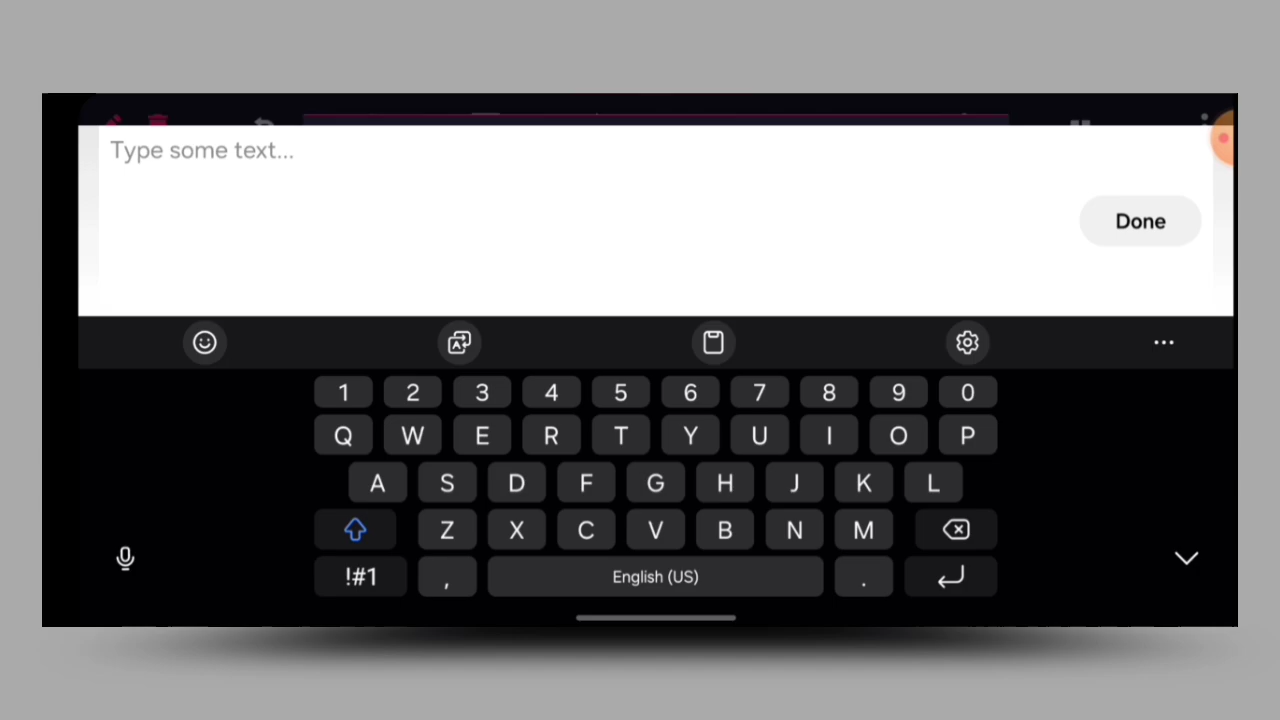 Type some text...
Done
1 2 3 4 5 6 7 8 9 0
Q W E R T Y U I O P
A S D F G H J K L
Z X C V B N M
!#1 , English (US) .